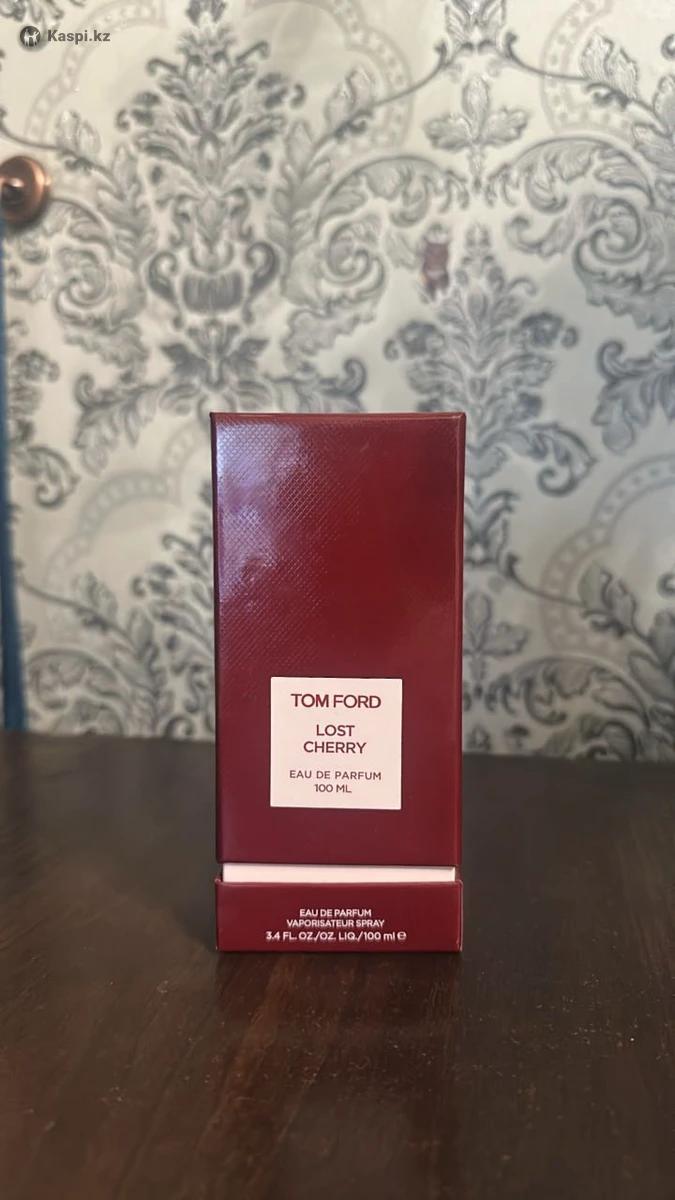 Kaspi.kz
TOM FORD
LOST
CHERRY
EAU DE PARFUM
100 ML
EAU DE PARFUM
VAPORISATEUR SPRAY
3.4 FL. OZ./OZ. LIQ./100 ml ℮